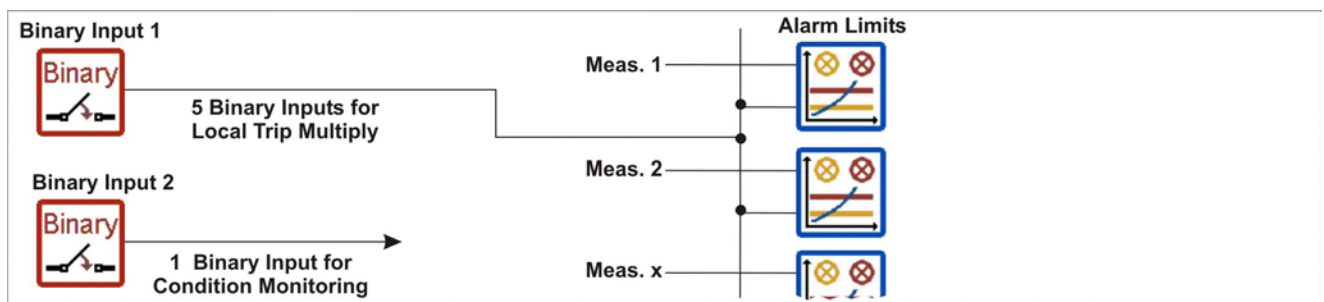 Binary Input 1
Binary
5 Binary Inputs for
Local Trip Multiply
Binary Input 2
Binary
1 Binary Input for
Condition Monitoring
Alarm Limits
Meas. 1
Meas. 2
Meas. x